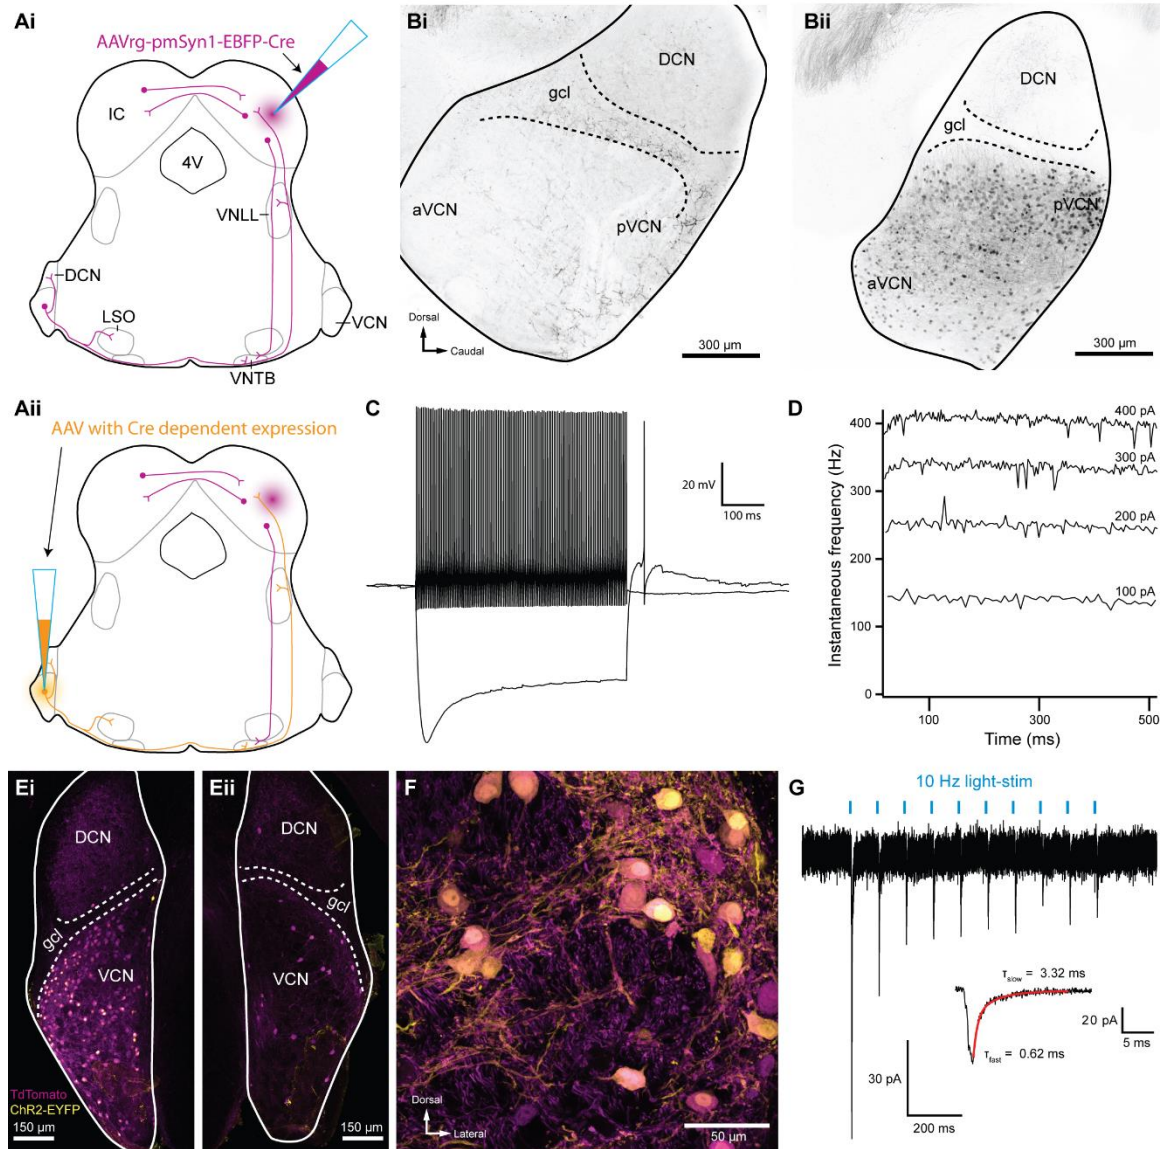 Ai
AAVrg-pmSyn1-EBFP-Cre
IC
4V
VNLL
DCN
LSO
VCN
VNTB
Bi
DCN
gcl
aVCN
pVCN
Dorsal
Caudal
300 µm
Bii
DCN
gcl
pVCN
aVCN
300 µm
Aii
AAV with Cre dependent expression
C
20 mV
100 ms
D
Instantaneous frequency (Hz)
400
300
200
100
0
400 pA
300 pA
200 pA
100 pA
100
300
500
Time (ms)
Ei
DCN
gcl
VCN
TdTomato
ChR2-EYFP
150 µm
Eii
DCN
gcl
VCN
150 µm
F
Dorsal
Lateral
50 µm
G
10 Hz light-stim
τslow = 3.32 ms
τfast = 0.62 ms
20 pA
5 ms
30 pA
200 ms